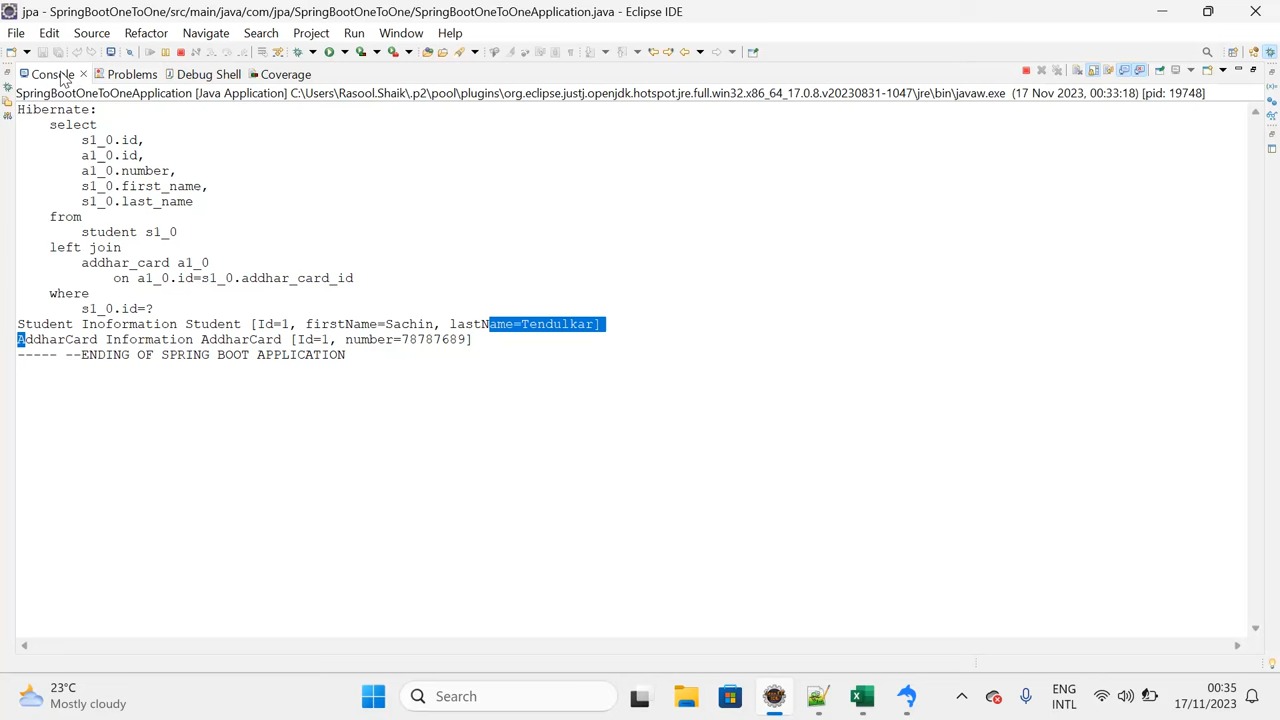 jpa - SpringBootOneToOne/src/main/java/com/jpa/SpringBootOneToOne/SpringBootOneToOneApplication.java - Eclipse IDE
File Edit Source Refactor Navigate Search Project Run Window Help
Console Problems Debug Shell Coverage
SpringBootOneToOneApplication [Java Application] C:\Users\Rasool.Shaik\.p2\pool\plugins\org.eclipse.justj.openjdk.hotspot.jre.full.win32.x86_64_17.0.8.v20230831-1047\jre\bin\javaw.exe (17 Nov 2023, 00:33:18) [pid: 19748]
Hibernate:
select
s1_0.id,
a1_0.id,
a1_0.number,
s1_0.first_name,
s1_0.last_name
from
student s1_0
left join
addhar_card a1_0
on a1_0.id=s1_0.addhar_card_id
where
s1_0.id=?
Student Inoformation Student [Id=1, firstName=Sachin, lastName=Tendulkar]
AddharCard Information AddharCard [Id=1, number=78787689]
----- --ENDING OF SPRING BOOT APPLICATION
23°C
Mostly cloudy
Search
ENG
INTL
00:35
17/11/2023